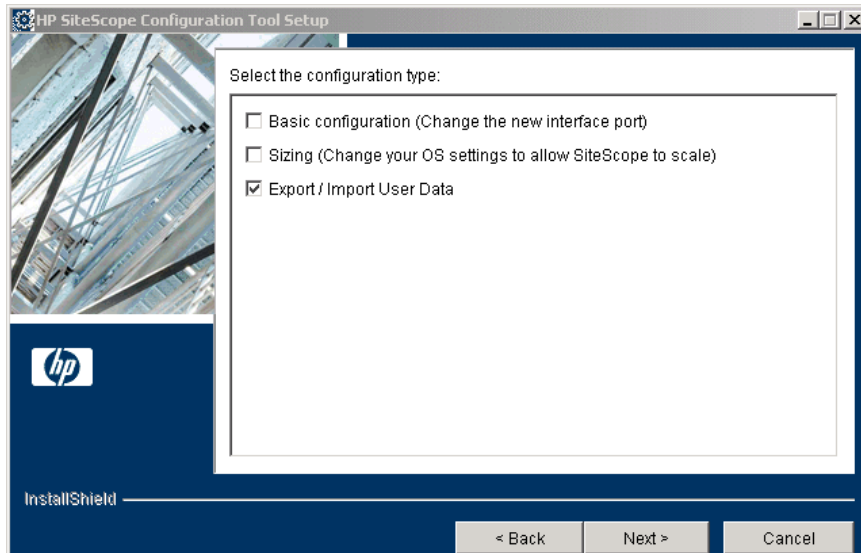 HP SiteScope Configuration Tool Setup
Select the configuration type:
Basic configuration (Change the new interface port)
Sizing (Change your OS settings to allow SiteScope to scale)
Export / Import User Data
hp
InstallShield
< Back
Next >
Cancel